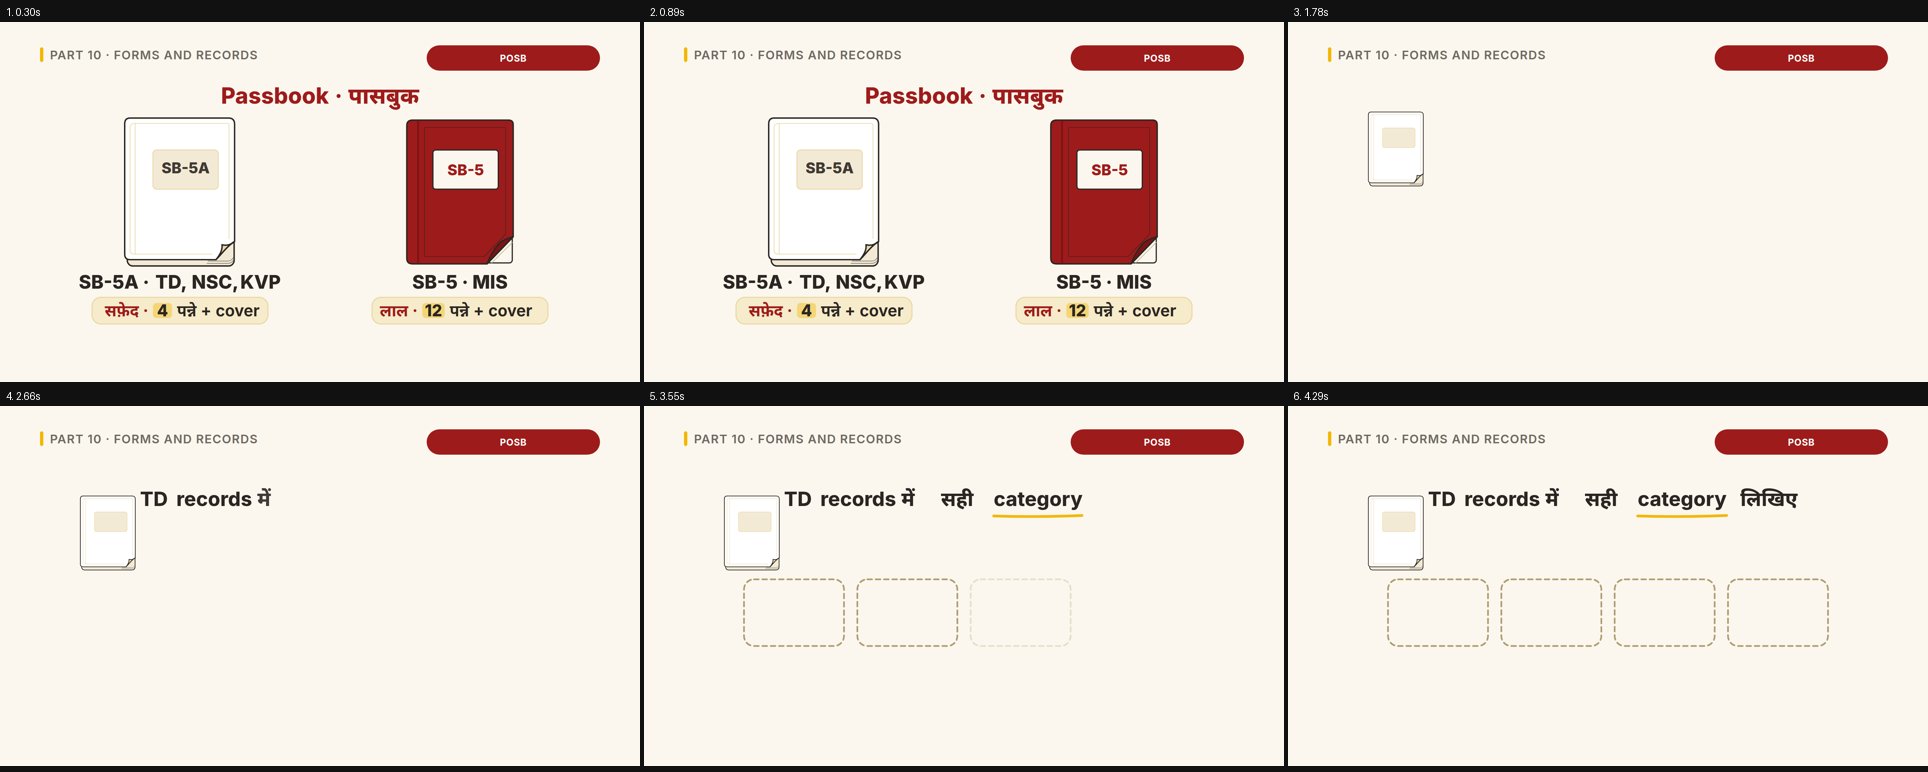 1. 0.30s
PART 10 · FORMS AND RECORDS
POSB
Passbook · पासबुक
SB-5A
SB-5
SB-5A · TD, NSC, KVP
SB-5 · MIS
सफ़ेद · 4 पन्ने + cover
लाल · 12 पन्ने + cover
2. 0.89s
PART 10 · FORMS AND RECORDS
POSB
Passbook · पासबुक
SB-5A
SB-5
SB-5A · TD, NSC, KVP
SB-5 · MIS
सफ़ेद · 4 पन्ने + cover
लाल · 12 पन्ने + cover
3. 1.78s
PART 10 · FORMS AND RECORDS
POSB
4. 2.66s
PART 10 · FORMS AND RECORDS
POSB
TD records में
5. 3.55s
PART 10 · FORMS AND RECORDS
POSB
TD records में सही category
6. 4.29s
PART 10 · FORMS AND RECORDS
POSB
TD records में सही category लिखिए